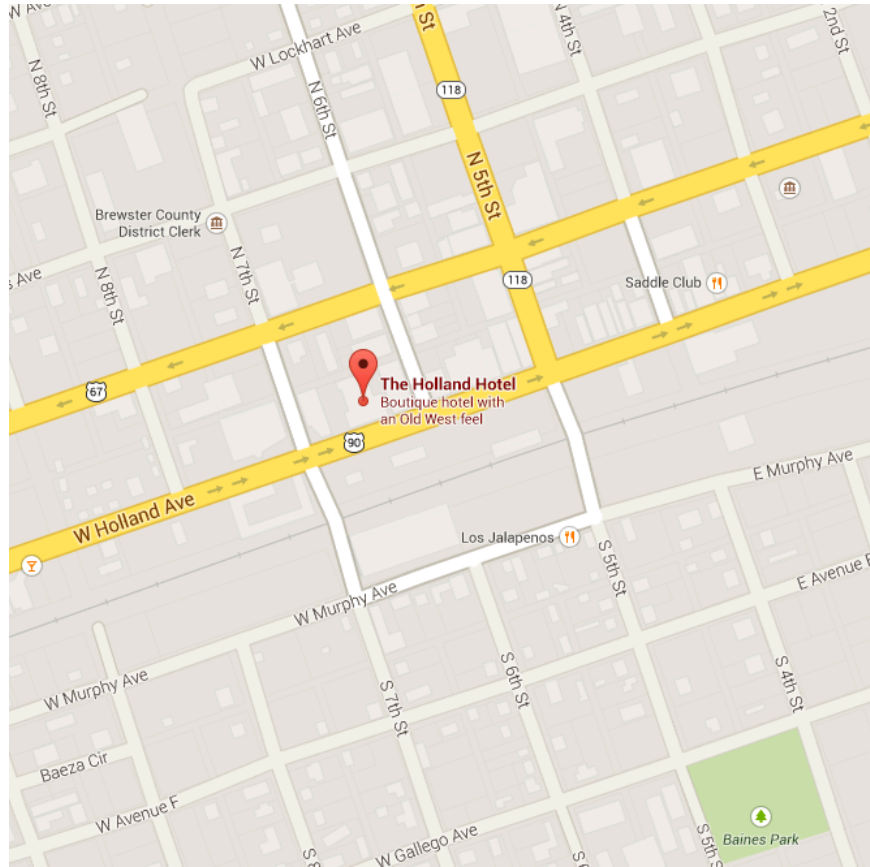 W Ave
N 8th St
W Lockhart Ave
N 6th St
h St
118
N 5th St
N 4th St
2nd St
Brewster County
District Clerk
N 7th St
N 8th St
s Ave
118
Saddle Club
67
The Holland Hotel
Boutique hotel with
an Old West feel
90
W Holland Ave
E Murphy Ave
Los Jalapenos
S 5th St
W Murphy Ave
E Avenue F
W Murphy Ave
S 7th St
S 6th St
S 4th St
Baeza Cir
W Avenue F
W Gallego Ave
S 5th St
Baines Park